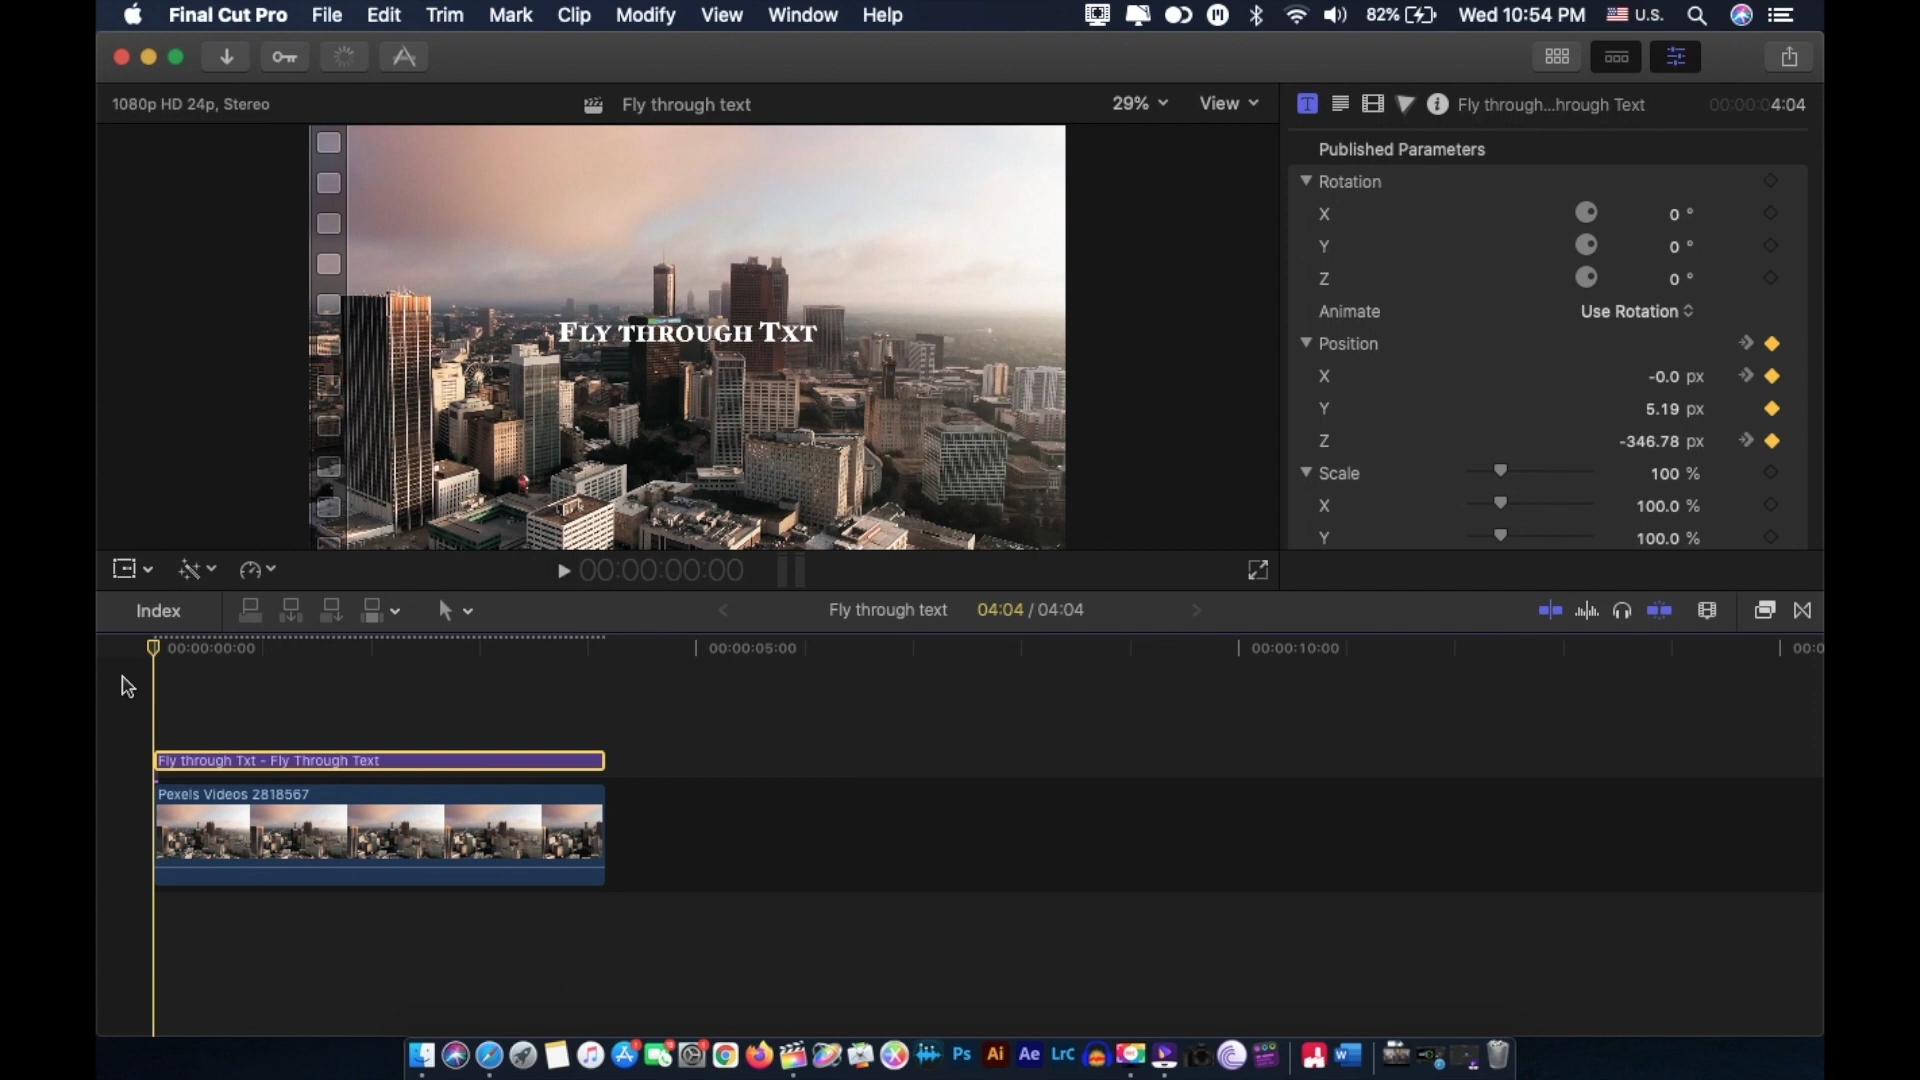 Final Cut Pro File Edit Trim Mark Clip Modify View Window Help 82% Wed 10:54 PM U.S.
1080p HD 24p, Stereo Fly through text 29% View Fly through...hrough Text 00:00:04:04
Published Parameters
Rotation
X 0 °
Y 0 °
Z 0 °
Animate Use Rotation
Position
X -0.0 px
Y 5.19 px
Z -346.78 px
Scale 100 %
X 100.0 %
Y 100.0 %
Fly through Txt
00:00:00:00
Index Fly through text 04:04 / 04:04
00:00:00:00 00:00:05:00 00:00:10:00 00:0
Fly through Txt - Fly Through Text
Pexels Videos 2818567
Ps Ai Ae LrC W